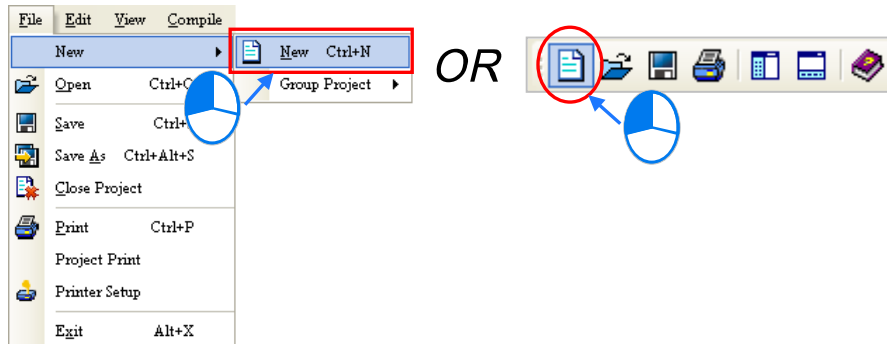 File Edit View Compile
New
New Ctrl+N
Open
Group Project
Save
Save As Ctrl+Alt+S
Close Project
Print Ctrl+P
Project Print
Printer Setup
Exit Alt+X
OR